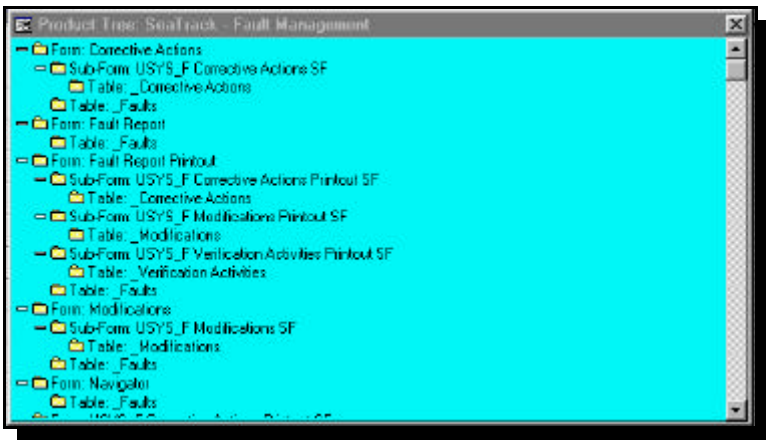 Product Tree: SeaTrack - Fault Management
Form: Corrective Actions
Sub-Form: USYS_F Corrective Actions SF
Table: _Corrective Actions
Table: _Faults
Form: Fault Report
Table: _Faults
Form: Fault Report Printout
Sub-Form: USYS_F Corrective Actions Printout SF
Table: _Corrective Actions
Sub-Form: USYS_F Modifications Printout SF
Table: _Modifications
Sub-Form: USYS_F Verification Activities Printout SF
Table: _Verification Activities
Table: _Faults
Form: Modifications
Sub-Form: USYS_F Modifications SF
Table: _Modifications
Table: _Faults
Form: Navigator
Table: _Faults